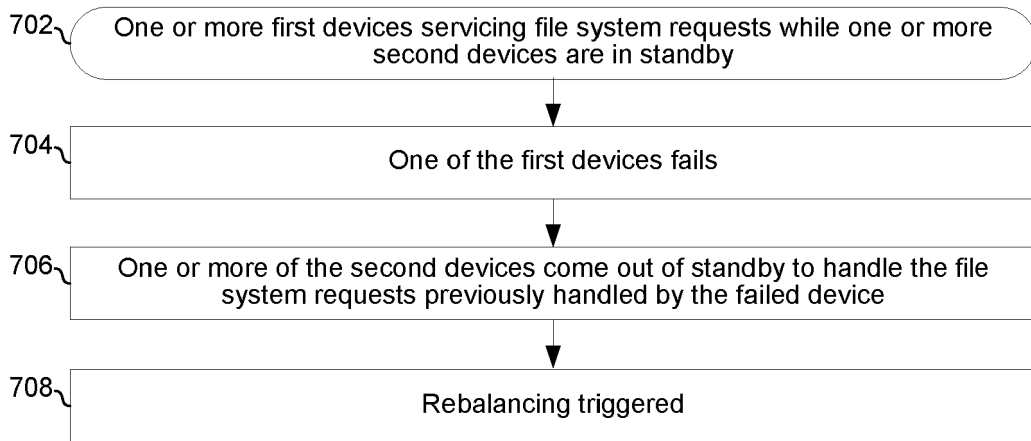 702
One or more first devices servicing file system requests while one or more
second devices are in standby
704
One of the first devices fails
706
One or more of the second devices come out of standby to handle the file
system requests previously handled by the failed device
708
Rebalancing triggered